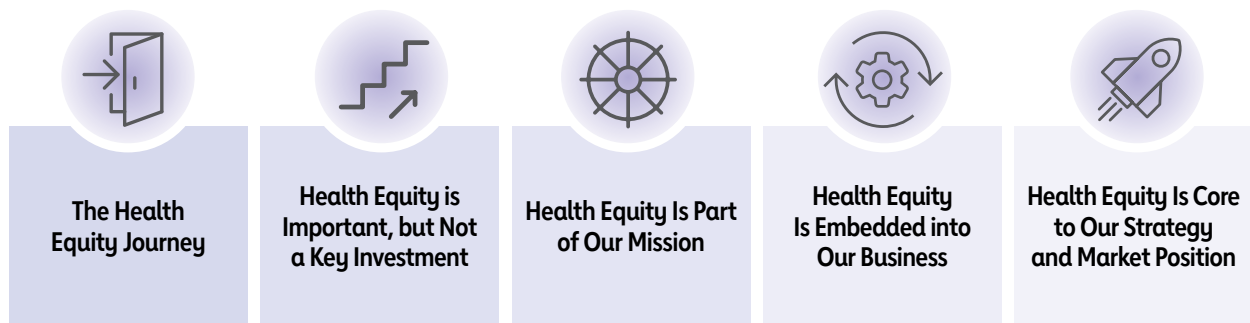 The Health
Equity Journey
Health Equity is
Important, but Not
a Key Investment
Health Equity Is Part
of Our Mission
Health Equity
Is Embedded into
Our Business
Health Equity Is Core
to Our Strategy
and Market Position